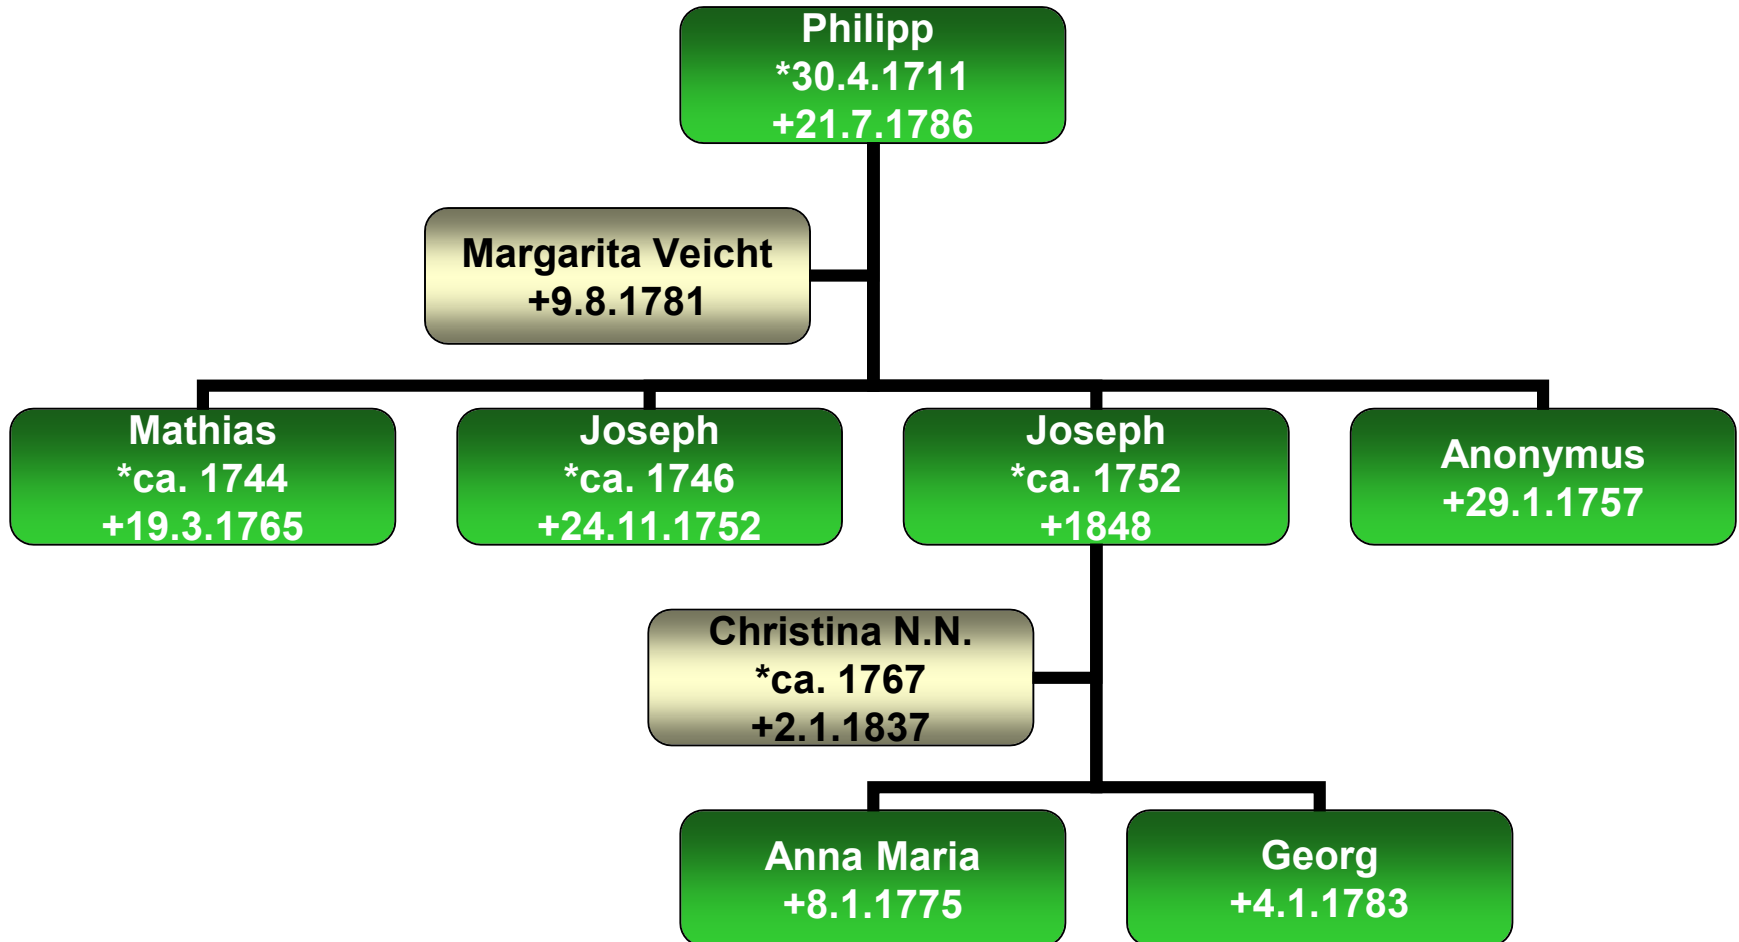 Philipp
*30.4.1711
+21.7.1786
Margarita Veicht
+9.8.1781
Mathias
*ca. 1744
+19.3.1765
Joseph
*ca. 1746
+24.11.1752
Joseph
*ca. 1752
+1848
Anonymus
+29.1.1757
Christina N.N.
*ca. 1767
+2.1.1837
Anna Maria
+8.1.1775
Georg
+4.1.1783